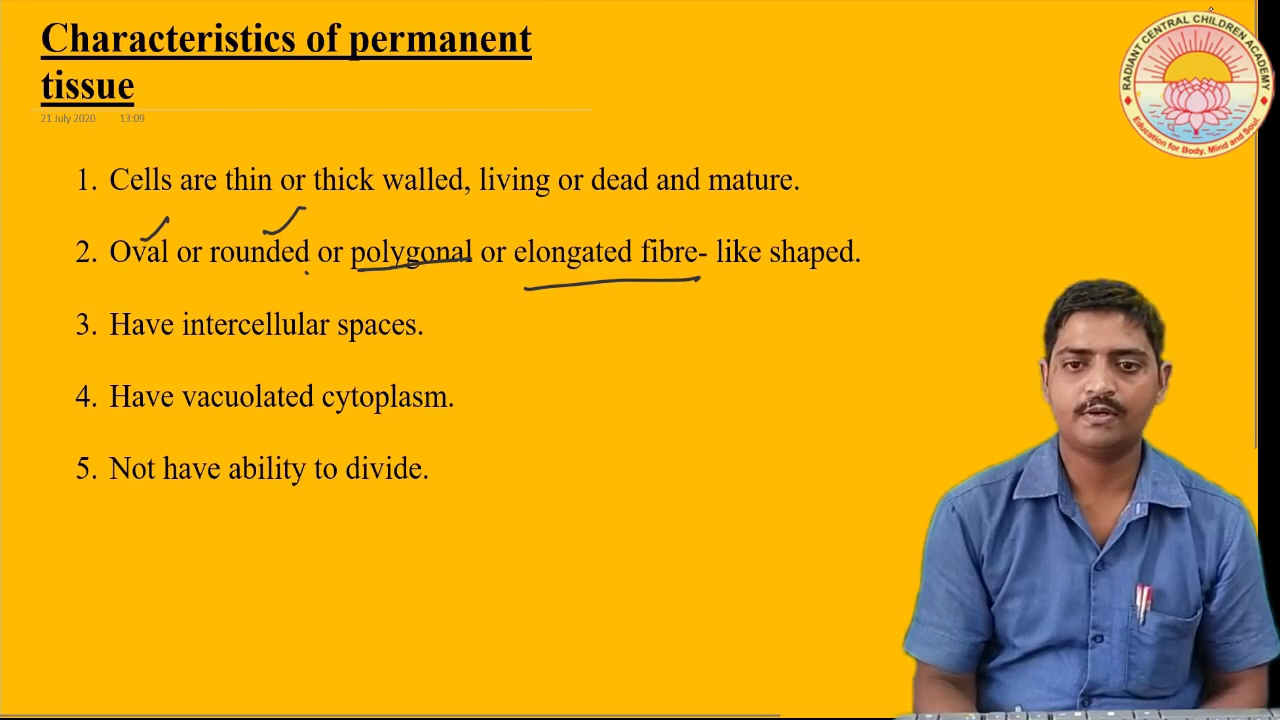 Characteristics of permanent
tissue
21 July 2020 13:09
1. Cells are thin or thick walled, living or dead and mature.
2. Oval or rounded or polygonal or elongated fibre- like shaped.
3. Have intercellular spaces.
4. Have vacuolated cytoplasm.
5. Not have ability to divide.
RADIANT CENTRAL CHILDREN ACADEMY
Education for Body, Mind and Soul.